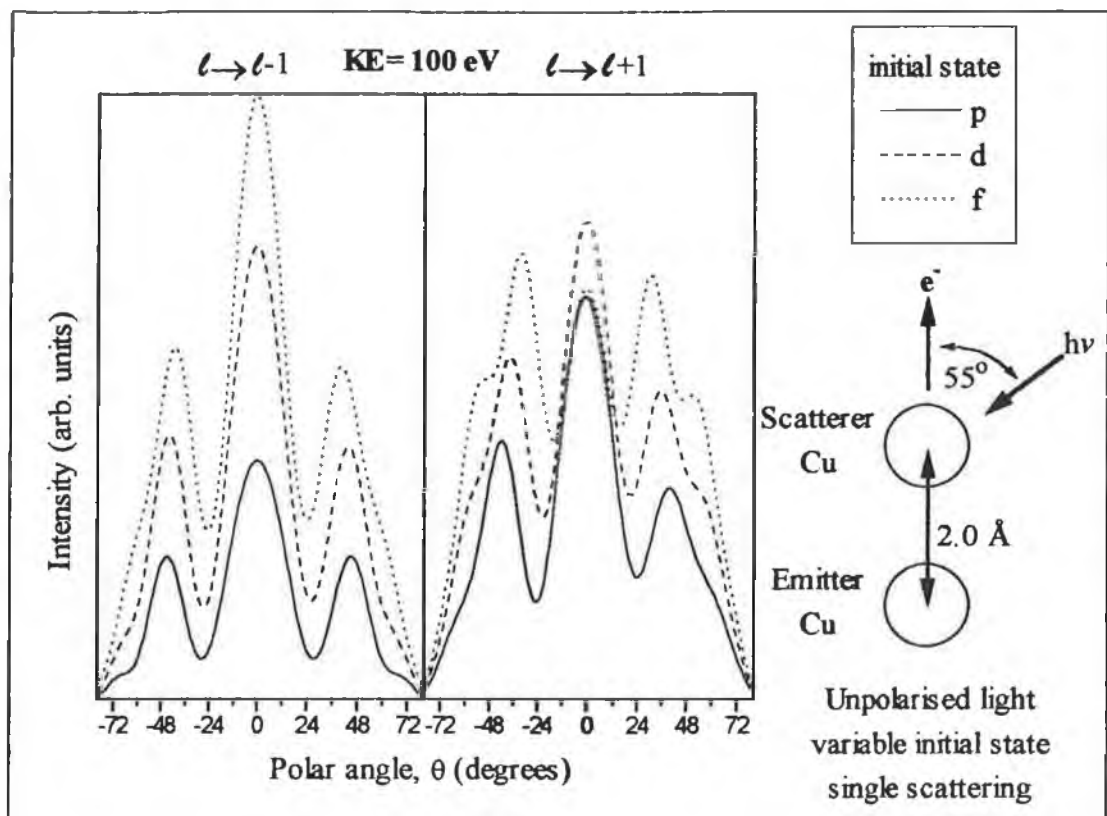 ℓ→ℓ-1 KE= 100 eV ℓ→ℓ+1
initial state
p
d
f
Intensity (arb. units)
-72 -48 -24 0 24 48 72 -72 -48 -24 0 24 48 72
Polar angle, θ (degrees)
e-
hν
55°
Scatterer
Cu
2.0 Å
Emitter
Cu
Unpolarised light
variable initial state
single scattering